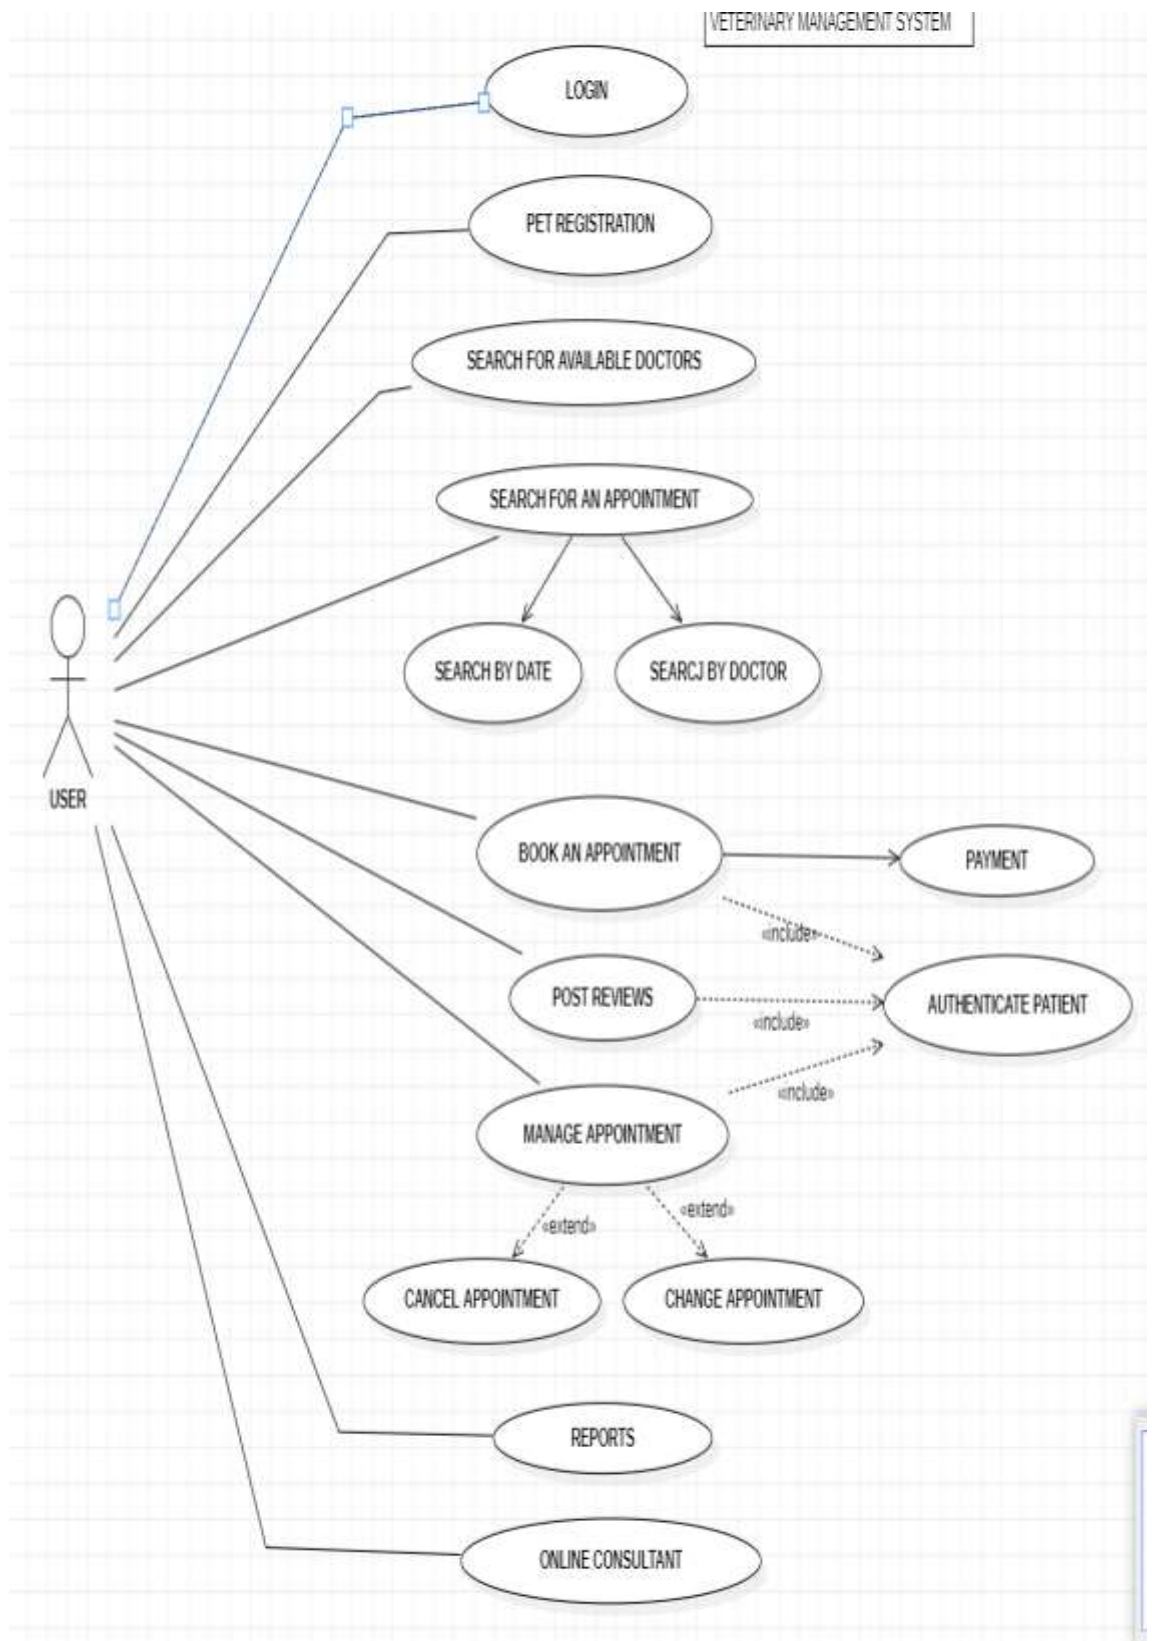 VETERINARY MANAGEMENT SYSTEM
LOGIN
PET REGISTRATION
SEARCH FOR AVAILABLE DOCTORS
SEARCH FOR AN APPOINTMENT
SEARCH BY DATE
SEARCJ BY DOCTOR
USER
BOOK AN APPOINTMENT
PAYMENT
«include»
POST REVIEWS
«include»
AUTHENTICATE PATIENT
«include»
MANAGE APPOINTMENT
«extend»
«extend»
CANCEL APPOINTMENT
CHANGE APPOINTMENT
REPORTS
ONLINE CONSULTANT